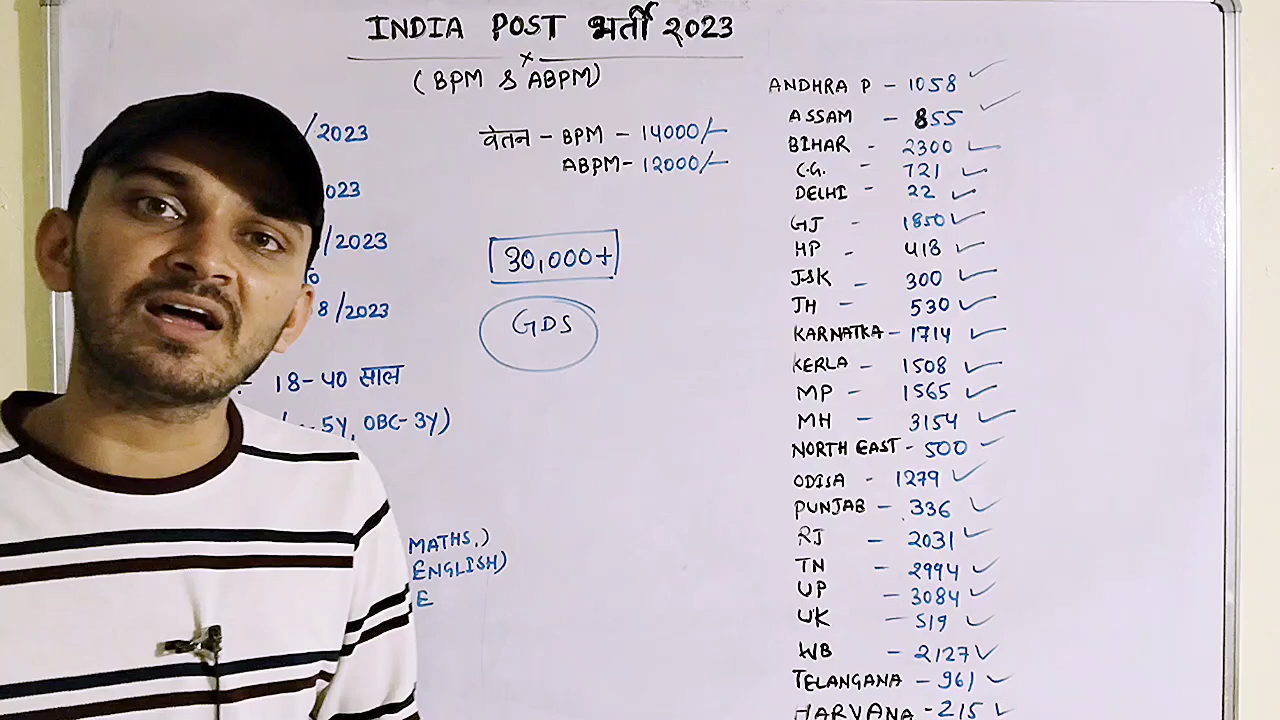 INDIA POST भर्ती 2023
(BPM & ABPM)
/2023
023
/2023
to
8/2023
18-40 साल
5Y, OBC-3Y)
MATHS,)
ENGLISH)
E
वेतन - BPM - 14000/-
ABPM - 12000/-
30,000+
GDS
ANDHRA P - 1058
ASSAM - 855
BIHAR - 2300
C.G. - 721
DELHI - 22
GJ - 1850
HP - 418
J&K - 300
JH - 530
KARNATKA - 1714
KERLA - 1508
MP - 1565
MH - 3154
NORTH EAST - 500
ODISA - 1279
PUNJAB - 336
RJ - 2031
TN - 2994
UP - 3084
UK - 519
WB - 2127
TELANGANA - 961
HARYANA - 215